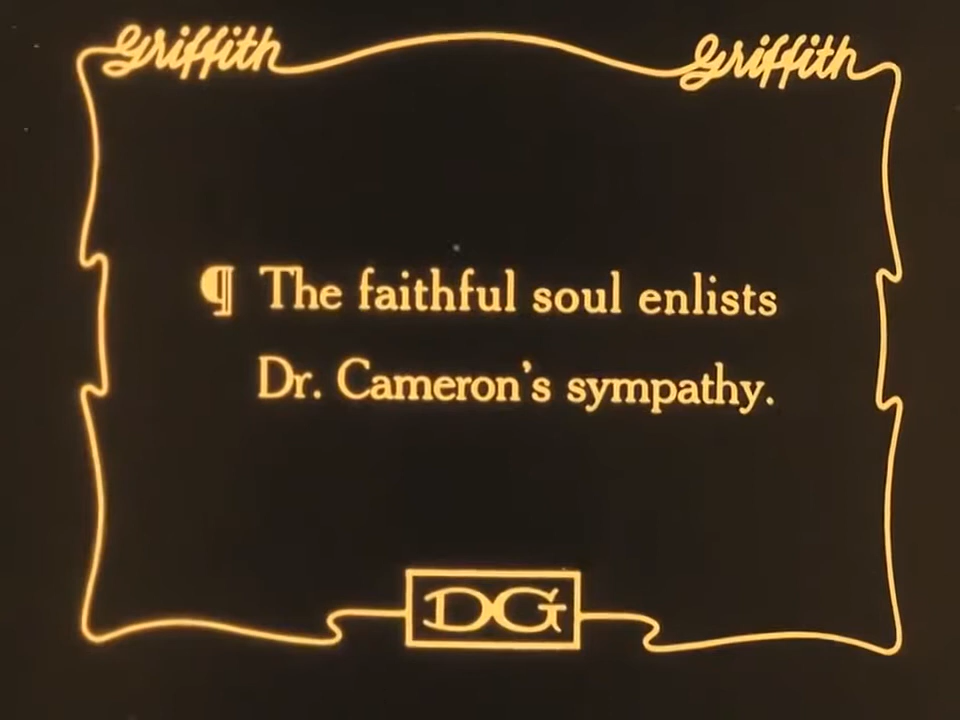 Griffith Griffith
¶ The faithful soul enlists
Dr. Cameron's sympathy.
DG